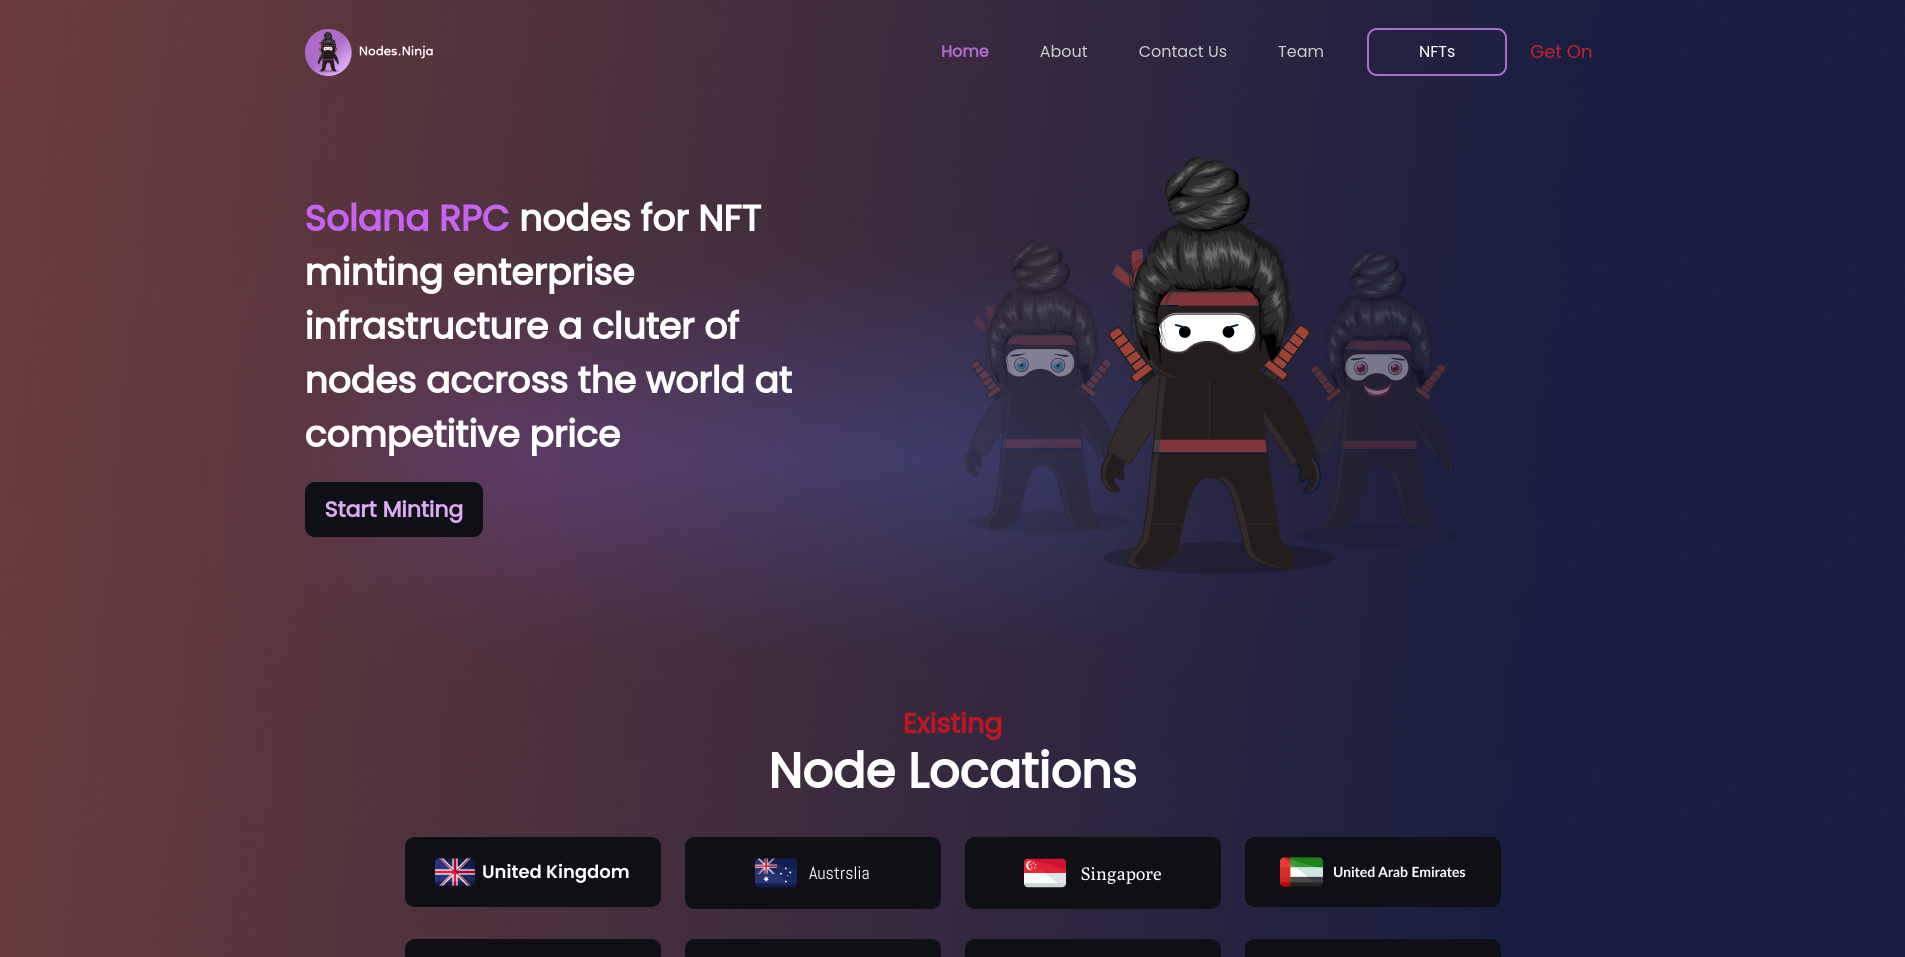 Nodes.Ninja
Home About Contact Us Team NFTs Get On
Solana RPC nodes for NFT
minting enterprise
infrastructure a cluter of
nodes accross the world at
competitive price
Start Minting
Existing
Node Locations
United Kingdom Autrslia Singapore United Arab Emirates